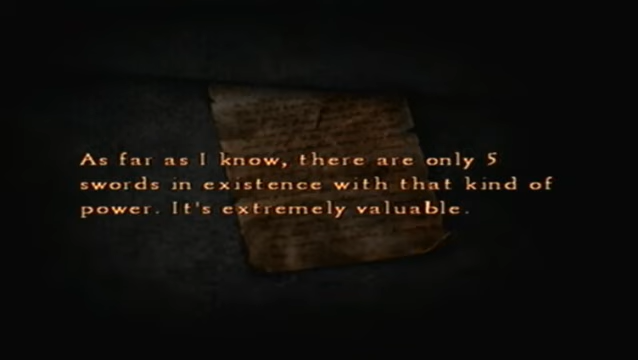 As far as I know, there are only 5
swords in existence with that kind of
power. It's extremely valuable.